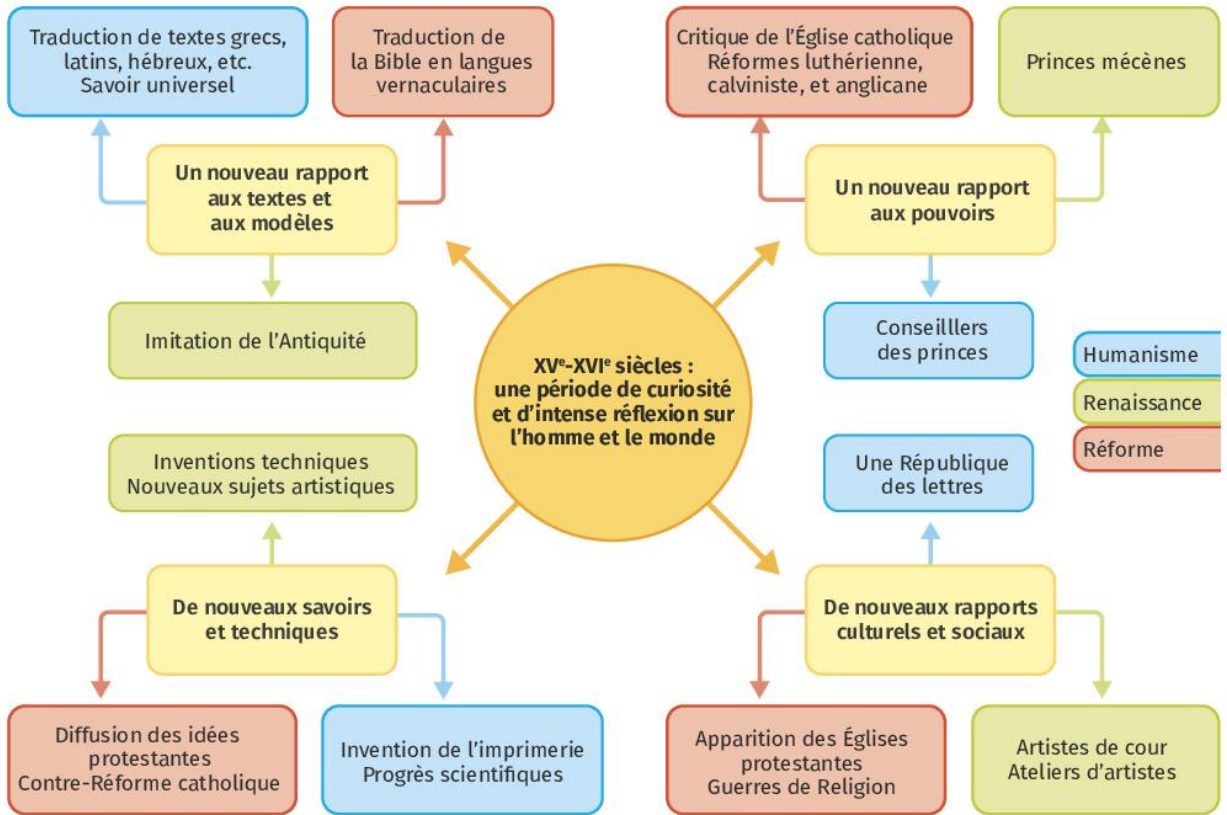 Traduction de textes grecs,
latins, hébreux, etc.
Savoir universel
Traduction de
la Bible en langues
vernaculaires
Critique de l'Église catholique
Réformes luthérienne,
calviniste, et anglicane
Princes mécènes
Un nouveau rapport
aux textes et
aux modèles
Un nouveau rapport
aux pouvoirs
Imitation de l'Antiquité
Conseilllers
des princes
XVe-XVIe siècles :
une période de curiosité
et d'intense réflexion sur
l'homme et le monde
Humanisme
Renaissance
Réforme
Inventions techniques
Nouveaux sujets artistiques
Une République
des lettres
De nouveaux savoirs
et techniques
De nouveaux rapports
culturels et sociaux
Diffusion des idées
protestantes
Contre-Réforme catholique
Invention de l'imprimerie
Progrès scientifiques
Apparition des Églises
protestantes
Guerres de Religion
Artistes de cour
Ateliers d'artistes